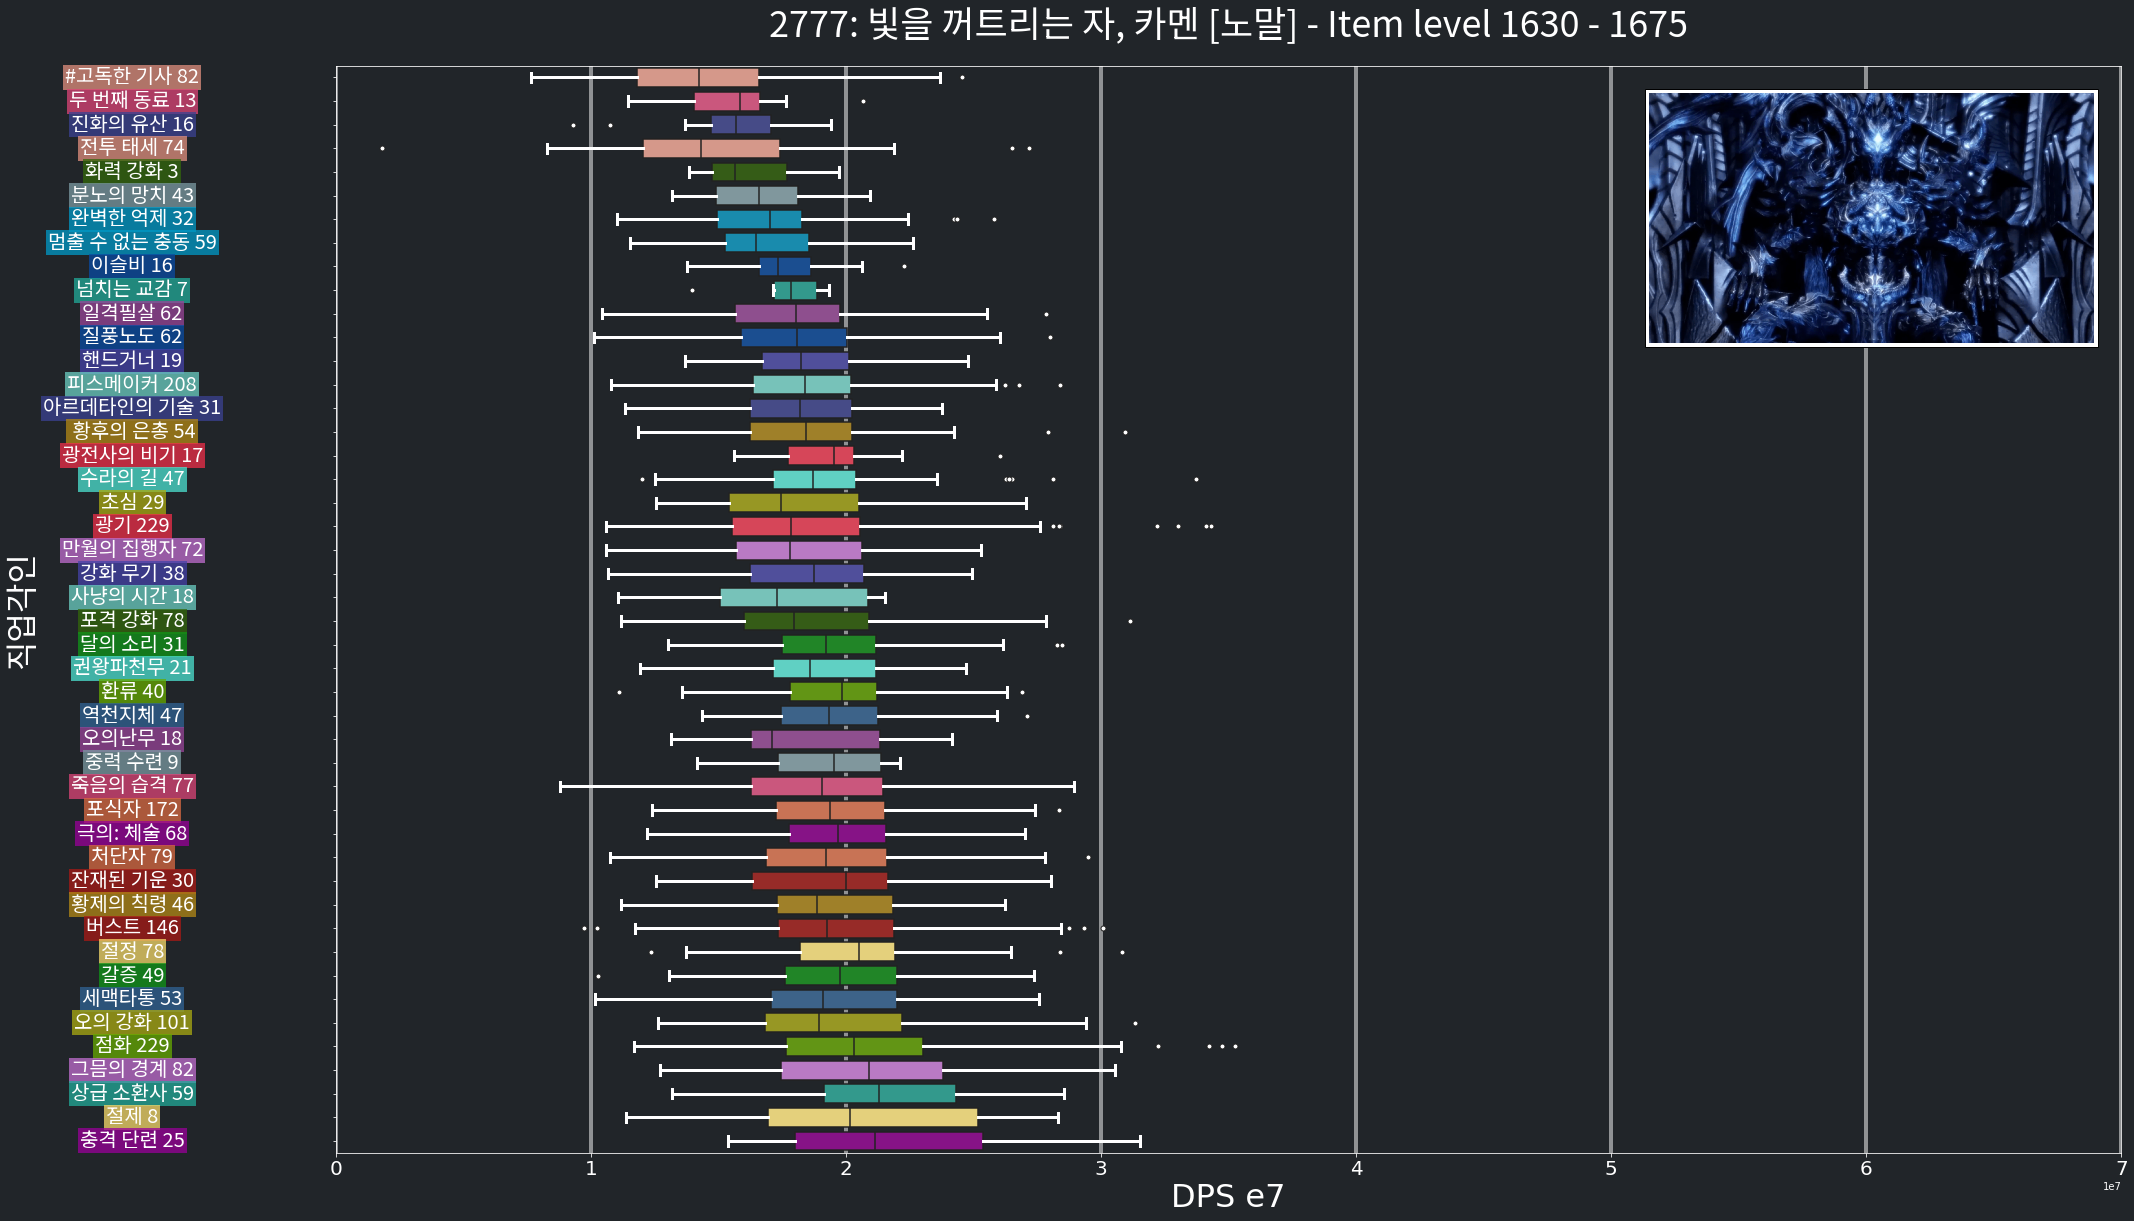 2777: 빛을 꺼트리는 자, 카멘 [노말] - Item level 1630 - 1675
#고독한 기사 82
두 번째 동료 13
진화의 유산 16
전투 태세 74
화력 강화 3
분노의 망치 43
완벽한 억제 32
멈출 수 없는 충동 59
이슬비 16
넘치는 교감 7
일격필살 62
질풍노도 62
핸드거너 19
피스메이커 208
아르데타인의 기술 31
황후의 은총 54
광전사의 비기 17
수라의 길 47
초심 29
광기 229
만월의 집행자 72
강화 무기 38
사냥의 시간 18
포격 강화 78
달의 소리 31
권왕파천무 21
환류 40
역천지체 47
오의난무 18
중력 수련 9
죽음의 습격 77
포식자 172
극의: 체술 68
처단자 79
잔재된 기운 30
황제의 칙령 46
버스트 146
절정 78
갈증 49
세맥타통 53
오의 강화 101
점화 229
그믐의 경계 82
상급 소환사 59
절제 8
충격 단련 25
직업각인
0 1 2 3 4 5 6 7
1e7
DPS e7